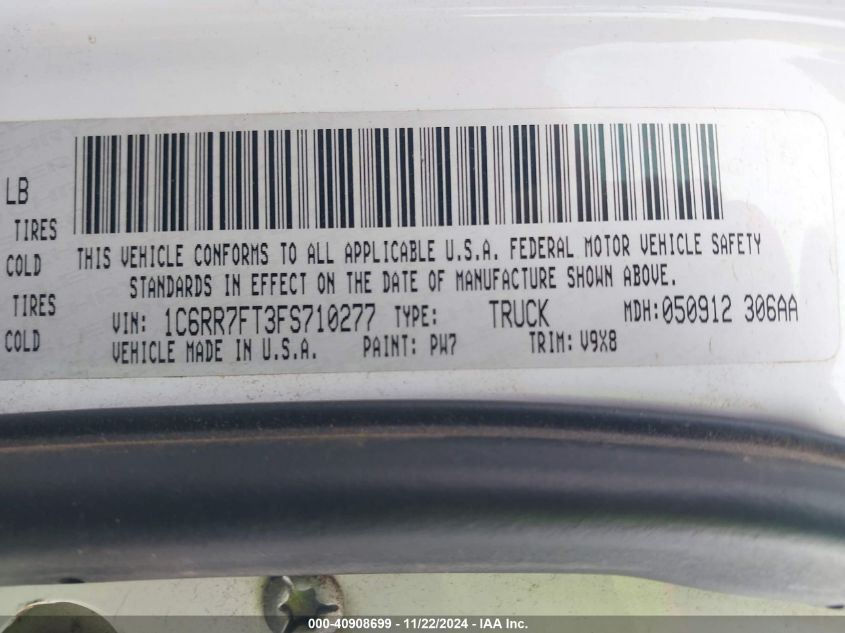 LB
TIRES
COLD
TIRES
COLD
THIS VEHICLE CONFORMS TO ALL APPLICABLE U.S.A. FEDERAL MOTOR VEHICLE SAFETY
STANDARDS IN EFFECT ON THE DATE OF MANUFACTURE SHOWN ABOVE.
VIN: 1C6RR7FT3FS710277 TYPE: TRUCK MDH:050912 306AA
VEHICLE MADE IN U.S.A. PAINT: PW7 TRIM: V9X8
000-40908699 - 11/22/2024 - IAA Inc.